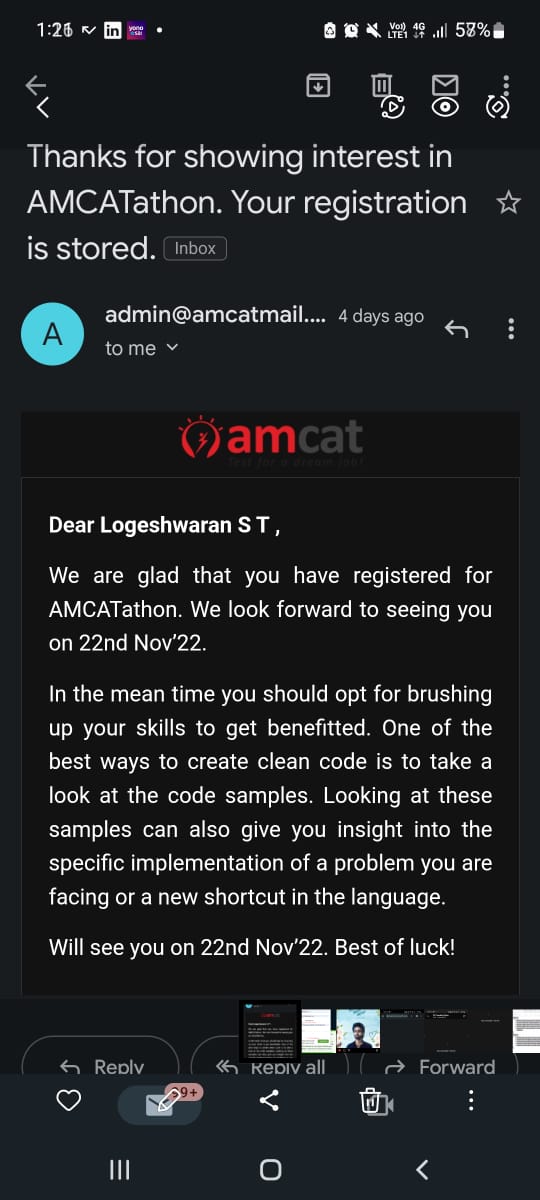 1:26
in
yono
SBI
Vo))
LTE1
4G
58%
Thanks for showing interest in
AMCATathon. Your registration
is stored.
Inbox
A
admin@amcatmail....
4 days ago
to me
amcat
Test for a dream job!
Dear Logeshwaran S T ,
We are glad that you have registered for
AMCATathon. We look forward to seeing you
on 22nd Nov'22.
In the mean time you should opt for brushing
up your skills to get benefitted. One of the
best ways to create clean code is to take a
look at the code samples. Looking at these
samples can also give you insight into the
specific implementation of a problem you are
facing or a new shortcut in the language.
Will see you on 22nd Nov'22. Best of luck!
Reply
Reply all
Forward
99+